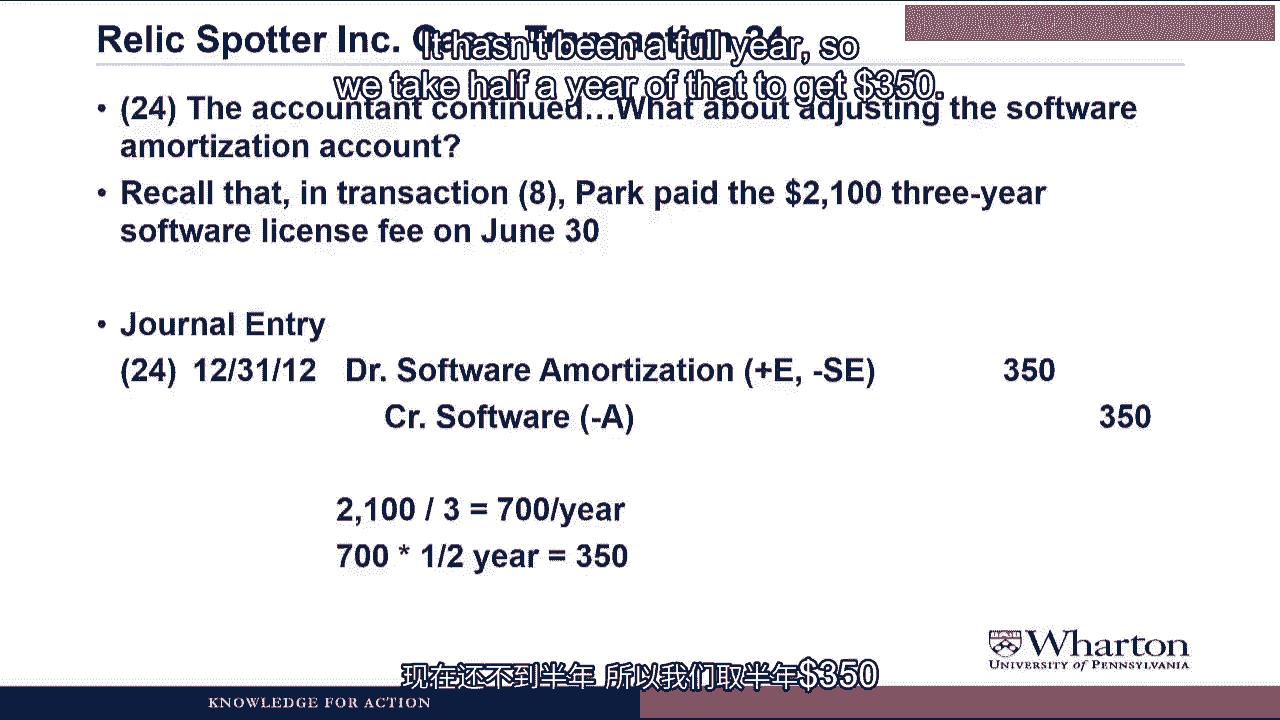 Relic Spotter Inc. Case: Transaction 24
It hasn't been a full year, so
we take half a year of that to get $350.
• (24) The accountant continued…What about adjusting the software
amortization account?
• Recall that, in transaction (8), Park paid the $2,100 three-year
software license fee on June 30
• Journal Entry
(24) 12/31/12 Dr. Software Amortization (+E, -SE) 350
Cr. Software (-A) 350
2,100 / 3 = 700/year
700 * 1/2 year = 350
Wharton
UNIVERSITY of PENNSYLVANIA
现在还不到半年 所以我们取半年$350
KNOWLEDGE FOR ACTION